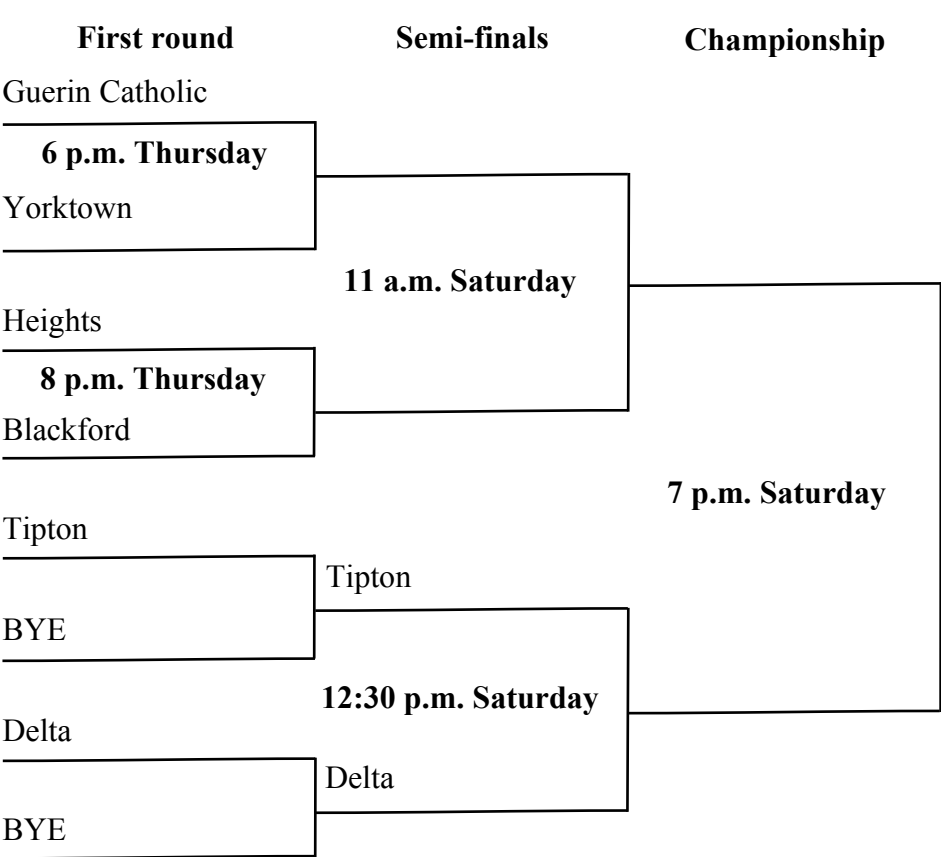 First round
Semi-finals
Championship
Guerin Catholic
6 p.m. Thursday
Yorktown
11 a.m. Saturday
Heights
8 p.m. Thursday
Blackford
7 p.m. Saturday
Tipton
Tipton
BYE
12:30 p.m. Saturday
Delta
Delta
BYE